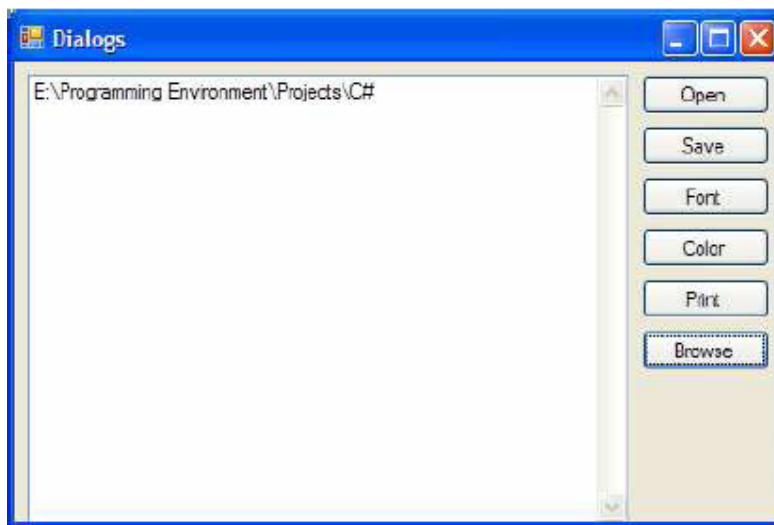 Dialogs
E:\Programming Environment\Projects\C#
Open
Save
Font
Color
Print
Browse